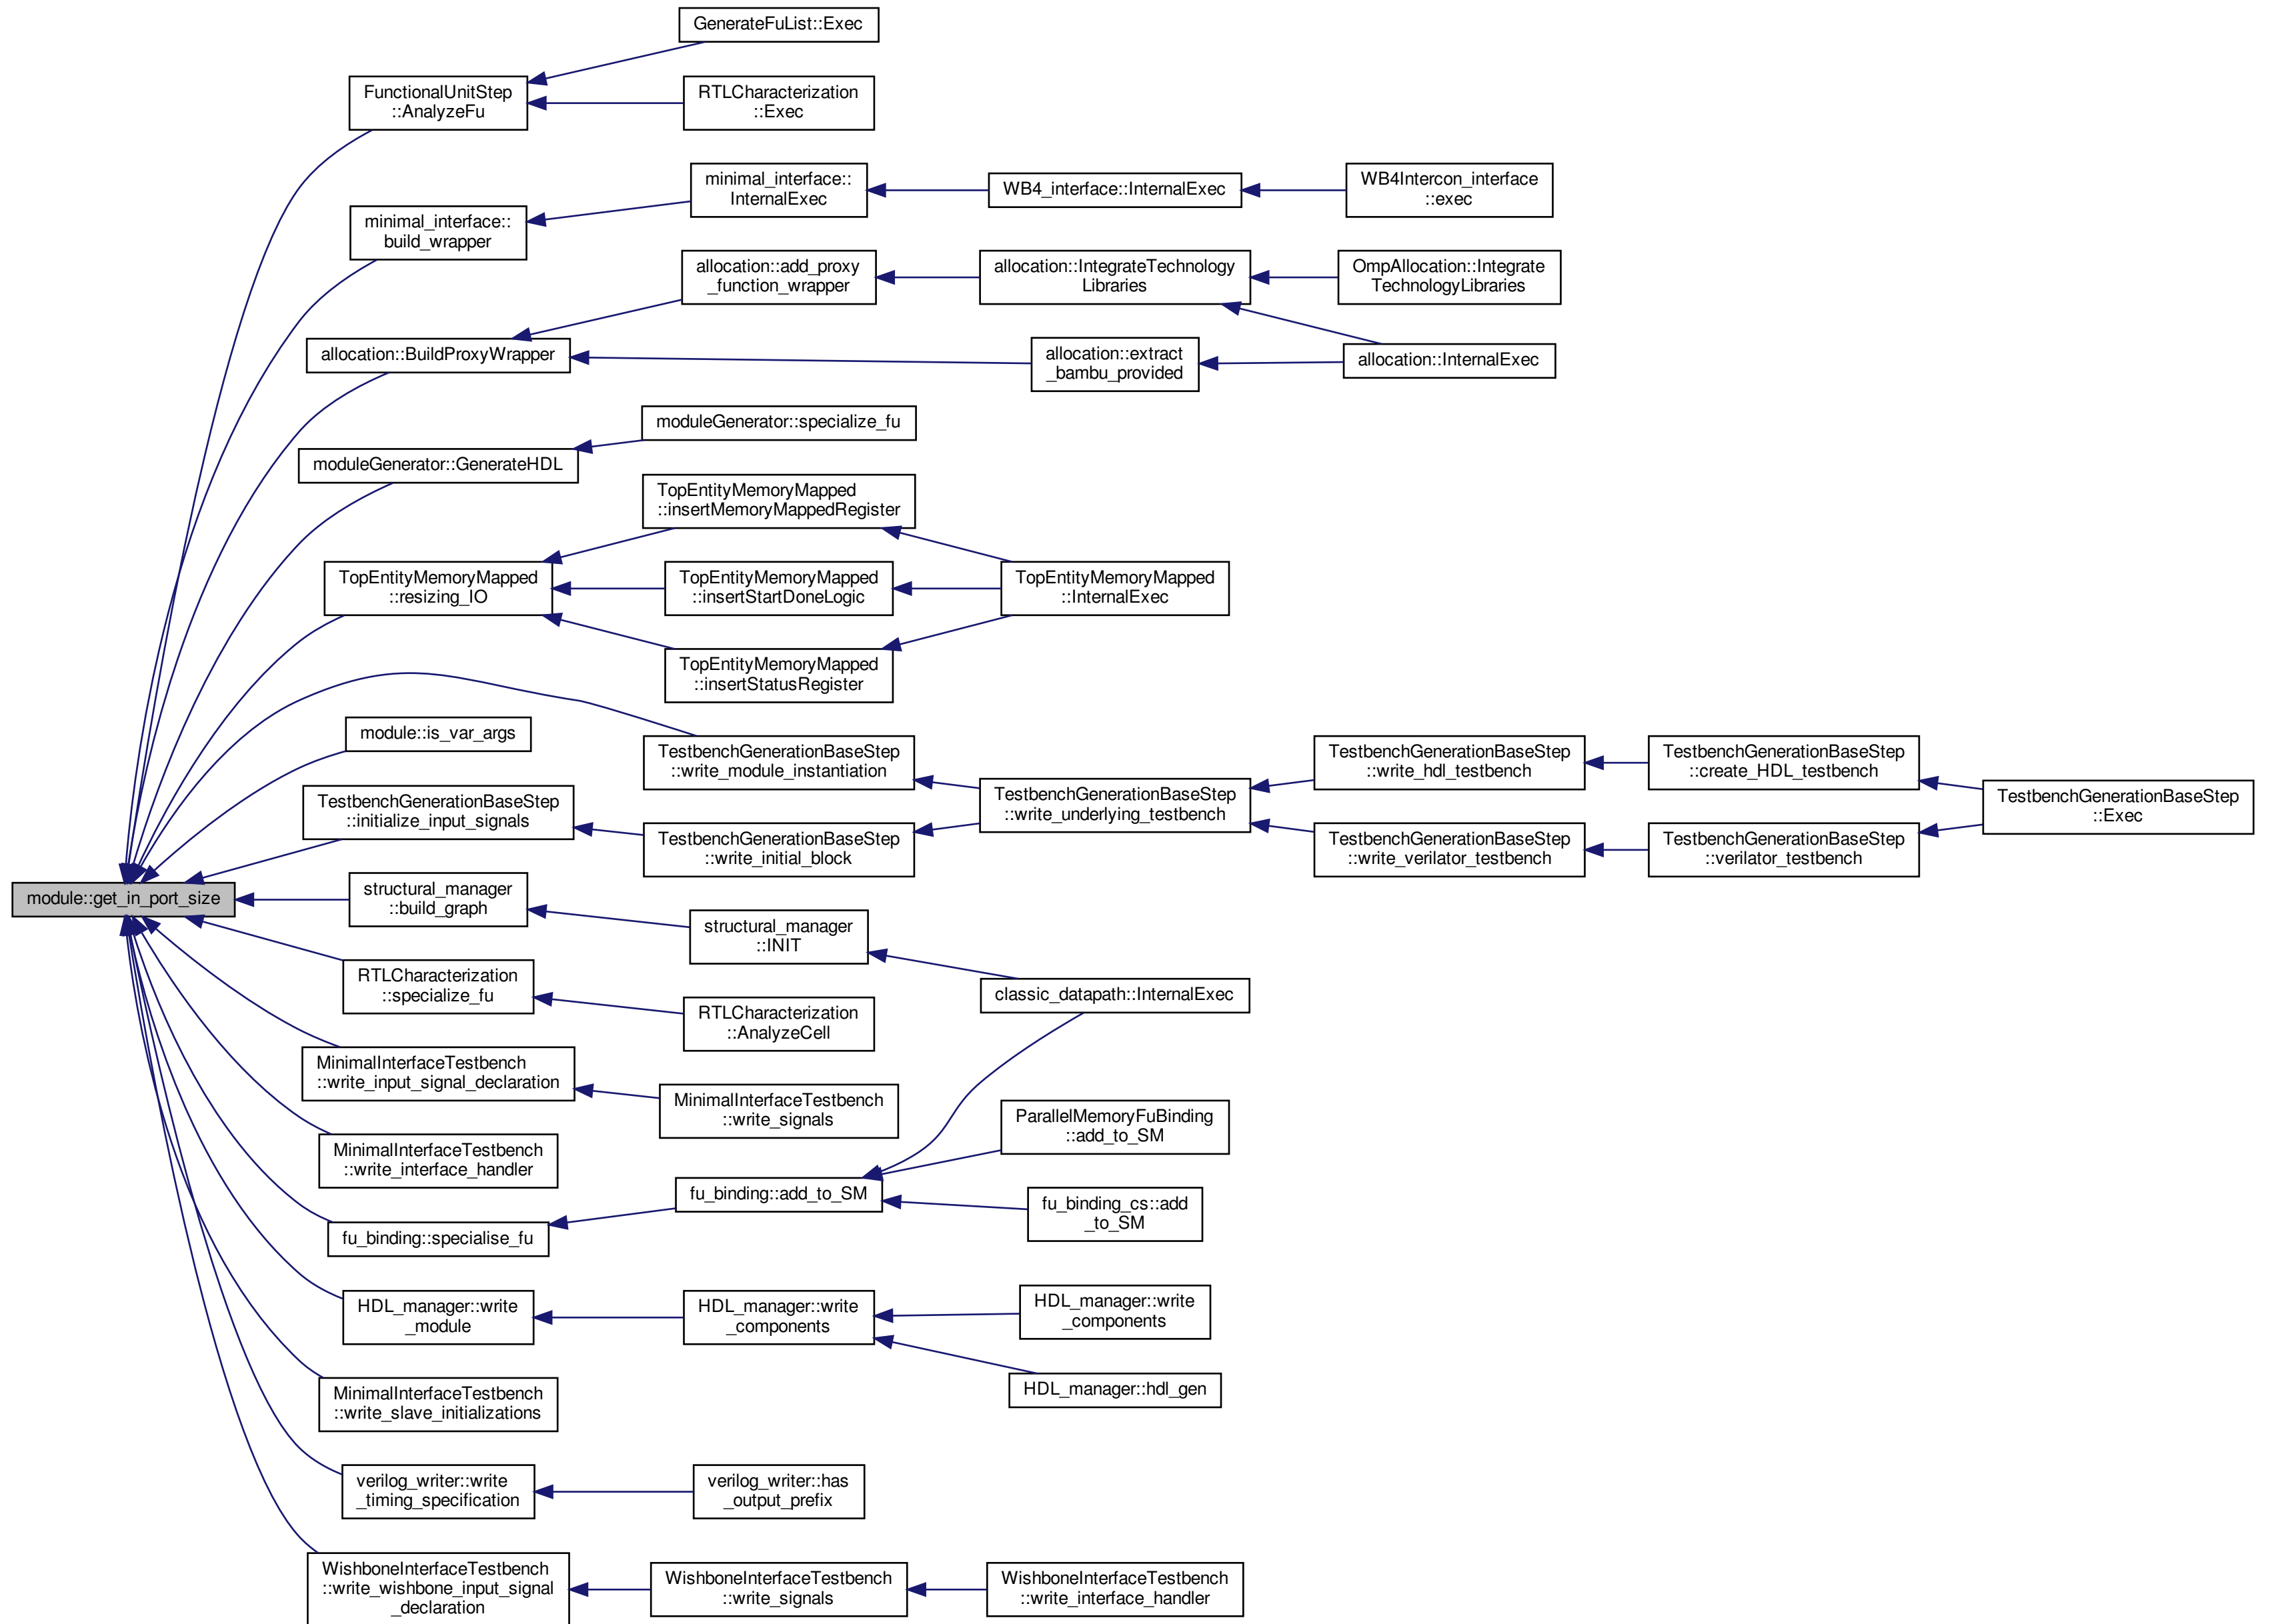 GenerateFuList::Exec
FunctionalUnitStep
::AnalyzeFu
RTLCharacterization
::Exec
minimal_interface::
build_wrapper
minimal_interface::
InternalExec
WB4_interface::InternalExec
WB4Intercon_interface
::exec
allocation::BuildProxyWrapper
allocation::add_proxy
_function_wrapper
allocation::IntegrateTechnology
Libraries
OmpAllocation::Integrate
TechnologyLibraries
allocation::extract
_bambu_provided
allocation::InternalExec
moduleGenerator::GenerateHDL
moduleGenerator::specialize_fu
TopEntityMemoryMapped
::resizing_IO
TopEntityMemoryMapped
::insertMemoryMappedRegister
TopEntityMemoryMapped
::insertStartDoneLogic
TopEntityMemoryMapped
::insertStatusRegister
TopEntityMemoryMapped
::InternalExec
module::is_var_args
TestbenchGenerationBaseStep
::write_module_instantiation
TestbenchGenerationBaseStep
::initialize_input_signals
TestbenchGenerationBaseStep
::write_initial_block
TestbenchGenerationBaseStep
::write_underlying_testbench
TestbenchGenerationBaseStep
::write_hdl_testbench
TestbenchGenerationBaseStep
::create_HDL_testbench
TestbenchGenerationBaseStep
::write_verilator_testbench
TestbenchGenerationBaseStep
::verilator_testbench
TestbenchGenerationBaseStep
::Exec
module::get_in_port_size
structural_manager
::build_graph
structural_manager
::INIT
classic_datapath::InternalExec
RTLCharacterization
::specialize_fu
RTLCharacterization
::AnalyzeCell
MinimalInterfaceTestbench
::write_input_signal_declaration
MinimalInterfaceTestbench
::write_signals
MinimalInterfaceTestbench
::write_interface_handler
fu_binding::specialise_fu
fu_binding::add_to_SM
ParallelMemoryFuBinding
::add_to_SM
fu_binding_cs::add
_to_SM
HDL_manager::write
_module
HDL_manager::write
_components
HDL_manager::write
_components
HDL_manager::hdl_gen
MinimalInterfaceTestbench
::write_slave_initializations
verilog_writer::write
_timing_specification
verilog_writer::has
_output_prefix
WishboneInterfaceTestbench
::write_wishbone_input_signal
_declaration
WishboneInterfaceTestbench
::write_signals
WishboneInterfaceTestbench
::write_interface_handler